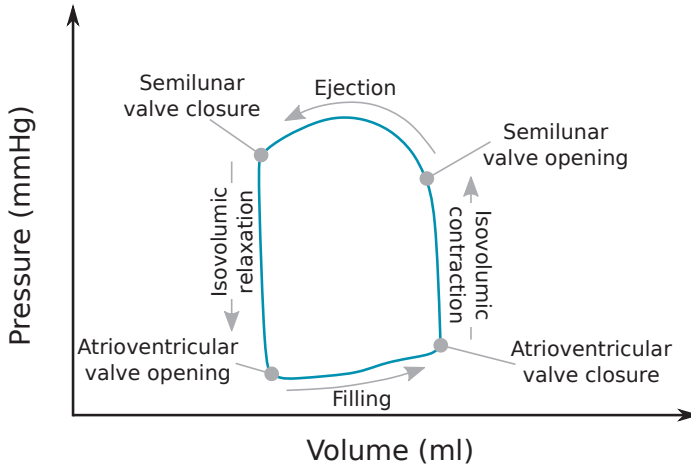 Semilunar
valve closure
Ejection
Semilunar
valve opening
Pressure (mmHg)
Isovolumic
relaxation
Isovolumic
contraction
Atrioventricular
valve opening
Atrioventricular
valve closure
Filling
Volume (ml)